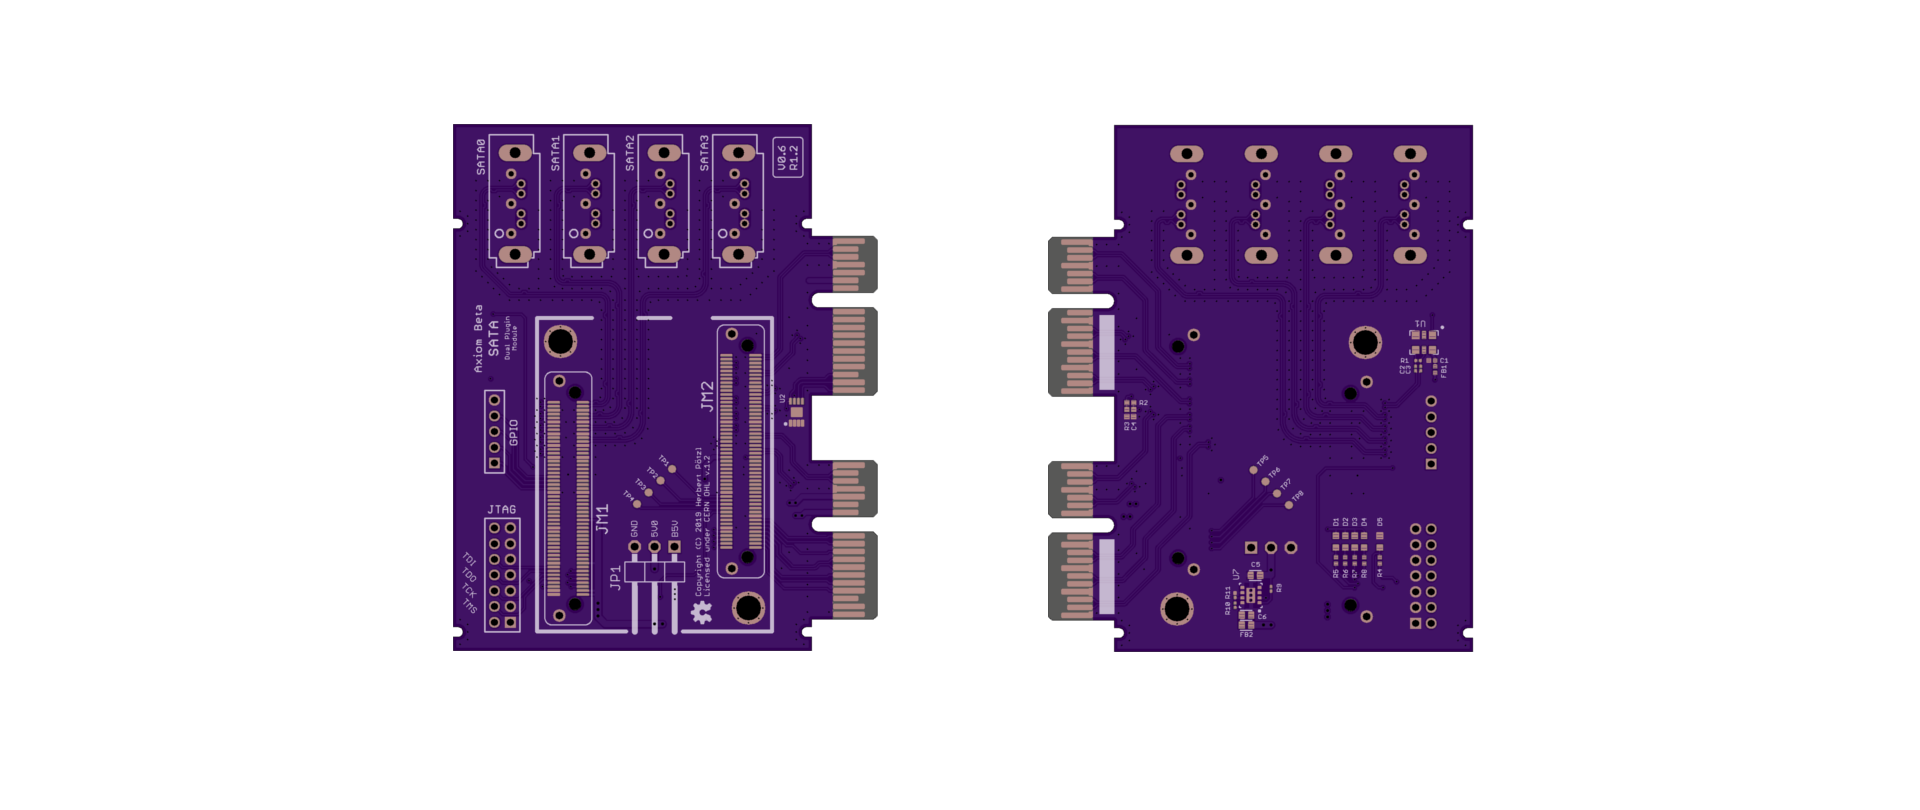 SATA0
SATA1
SATA2
SATA3
V0.6
R1.2
Axiom Beta
SATA
Dual Plugin
Module
GPIO
JTAG
TDI
TDO
TCK
TMS
JM1
JM2
U2
TP1
TP2
TP3
TP4
GND
5V0
B5V
JP1
Copyright (C) 2019 Herbert Pötzl
Licensed under CERN OHL v.1.2
U1
R1
C2
C3
C1
FB1
R2
R3
C4
TP5
TP6
TP7
TP8
D1
D2
D3
D4
D5
R5
R6
R7
R8
R4
C5
U7
R9
R11
R10
C6
FB2